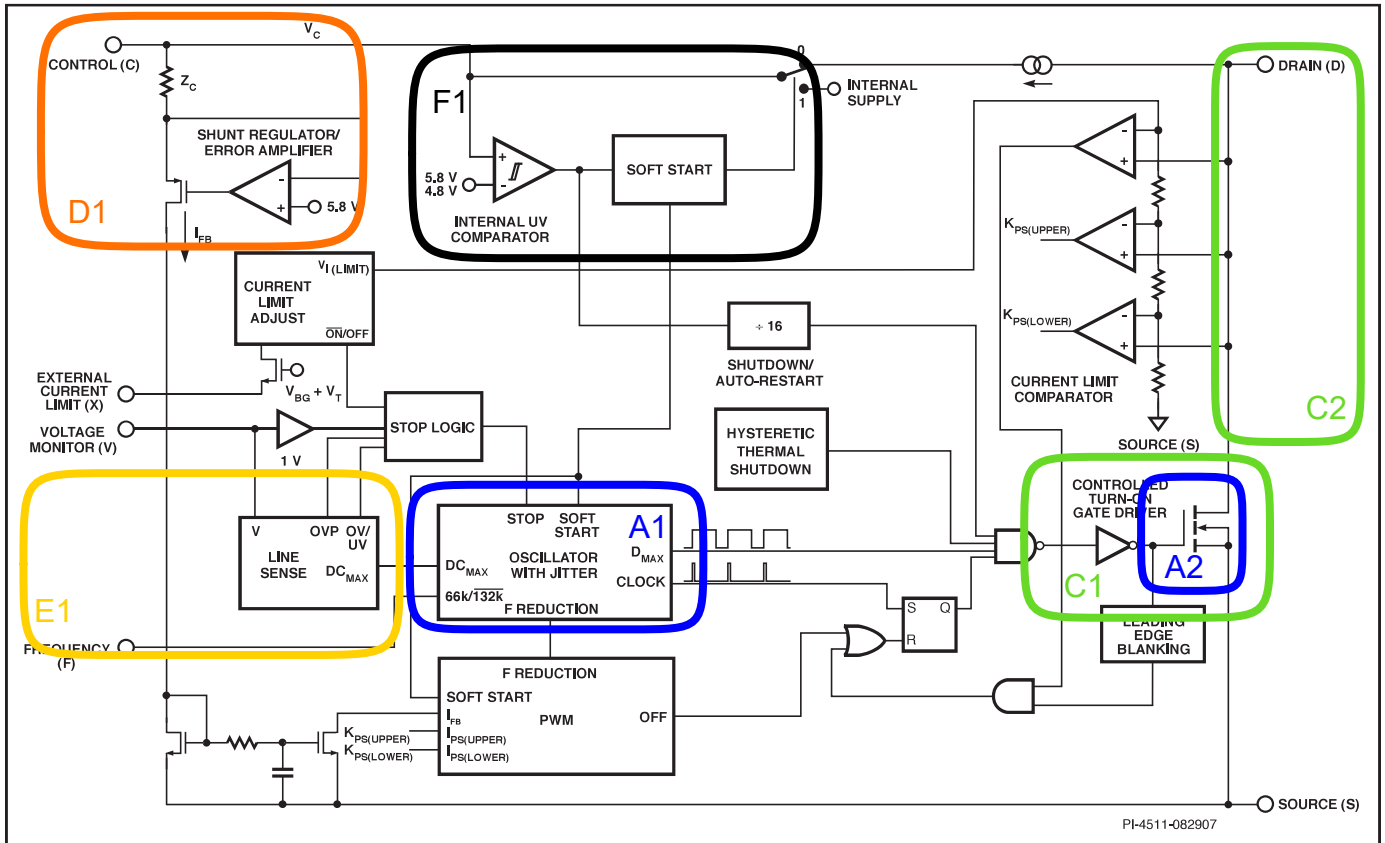 V_C
CONTROL (C)
Z_C
SHUNT REGULATOR/
ERROR AMPLIFIER
-
+
5.8 V
D1
I_FB
F1
0
1
INTERNAL
SUPPLY
+
-
5.8 V
4.8 V
INTERNAL UV
COMPARATOR
SOFT START
DRAIN (D)
-
+
K_PS(UPPER)
-
+
K_PS(LOWER)
-
+
CURRENT LIMIT
COMPARATOR
C2
SOURCE (S)
V_I (LIMIT)
CURRENT
LIMIT
ADJUST
ON/OFF
÷ 16
SHUTDOWN/
AUTO-RESTART
EXTERNAL
CURRENT
LIMIT (X)
V_BG + V_T
VOLTAGE
MONITOR (V)
1 V
STOP LOGIC
HYSTERETIC
THERMAL
SHUTDOWN
CONTROLLED
TURN-ON
GATE DRIVER
A2
C1
V
OVP
OV/
UV
LINE
SENSE
DC_MAX
E1
STOP
SOFT
START
A1
OSCILLATOR
WITH JITTER
DC_MAX
D_MAX
CLOCK
66k/132k
F REDUCTION
S
Q
R
LEADING
EDGE
BLANKING
FREQUENCY
(F)
F REDUCTION
SOFT START
PWM
OFF
I_FB
K_PS(UPPER)
I_PS(UPPER)
K_PS(LOWER)
I_PS(LOWER)
SOURCE (S)
PI-4511-082907